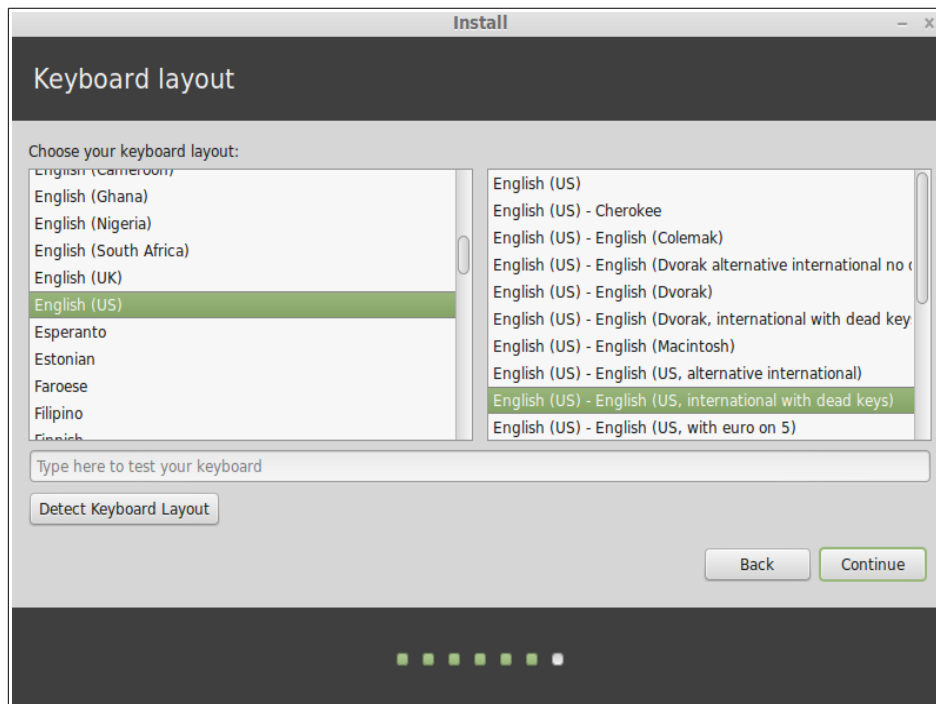 Install
Keyboard layout
Choose your keyboard layout:
English (Cameroon)
English (Ghana)
English (Nigeria)
English (South Africa)
English (UK)
English (US)
Esperanto
Estonian
Faroese
Filipino
Finnish
English (US)
English (US) - Cherokee
English (US) - English (Colemak)
English (US) - English (Dvorak alternative international no
English (US) - English (Dvorak)
English (US) - English (Dvorak, international with dead key
English (US) - English (Macintosh)
English (US) - English (US, alternative international)
English (US) - English (US, international with dead keys)
English (US) - English (US, with euro on 5)
Type here to test your keyboard
Detect Keyboard Layout
Back
Continue